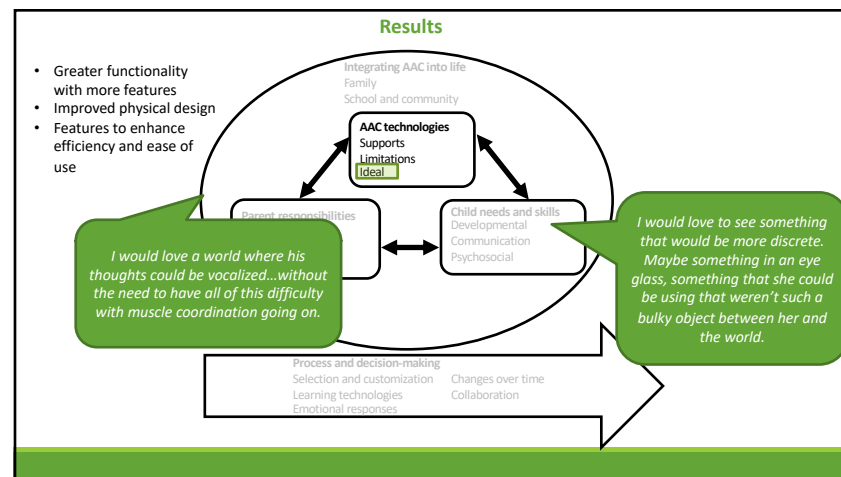 Results
• Greater functionality
with more features
• Improved physical design
• Features to enhance
efficiency and ease of
use
Integrating AAC into life
Family
School and community
AAC technologies
Supports
Limitations
Ideal
Parent responsibilities
Child needs and skills
Developmental
Communication
Psychosocial
I would love a world where his
thoughts could be vocalized…without
the need to have all of this difficulty
with muscle coordination going on.
I would love to see something
that would be more discrete.
Maybe something in an eye
glass, something that she could
be using that weren't such a
bulky object between her and
the world.
Process and decision-making
Selection and customization Changes over time
Learning technologies Collaboration
Emotional responses